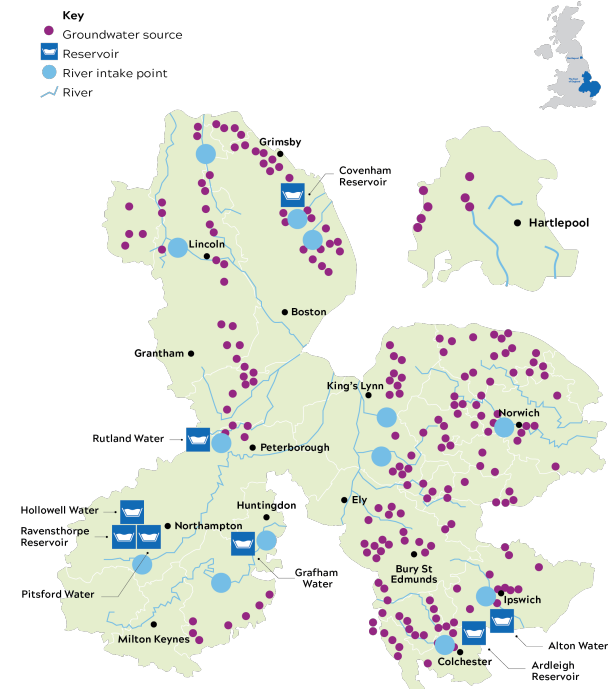 Key
Groundwater source
Reservoir
River intake point
River
Grimsby
Covenham
Reservoir
Hartlepool
Lincoln
Boston
Grantham
King's Lynn
Norwich
Rutland Water
Peterborough
Ely
Hollowell Water
Huntingdon
Ravensthorpe
Reservoir
Northampton
Bury St
Edmunds
Grafham
Water
Pitsford Water
Ipswich
Milton Keynes
Alton Water
Colchester
Ardleigh
Reservoir